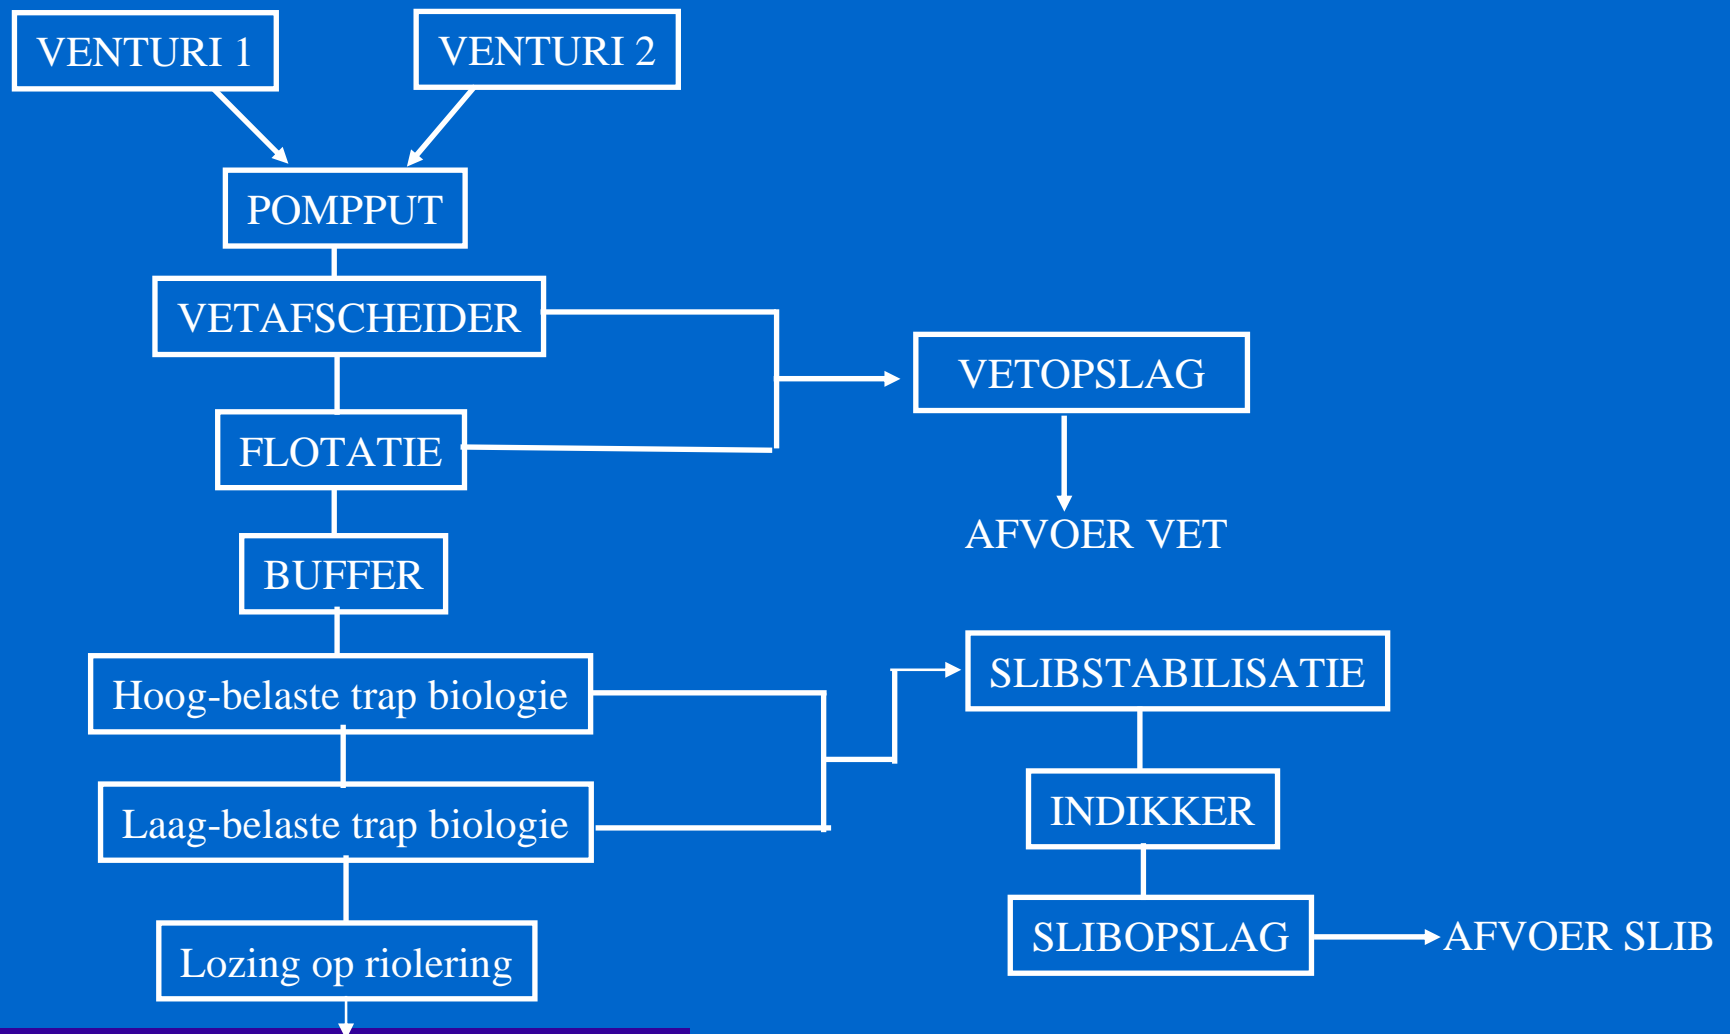 VENTURI 1
VENTURI 2
POMPPUT
VETAFSCHEIDER
VETOPSLAG
FLOTATIE
AFVOER VET
BUFFER
Hoog-belaste trap biologie
SLIBSTABILISATIE
Laag-belaste trap biologie
INDIKKER
Lozing op riolering
SLIBOPSLAG
AFVOER SLIB